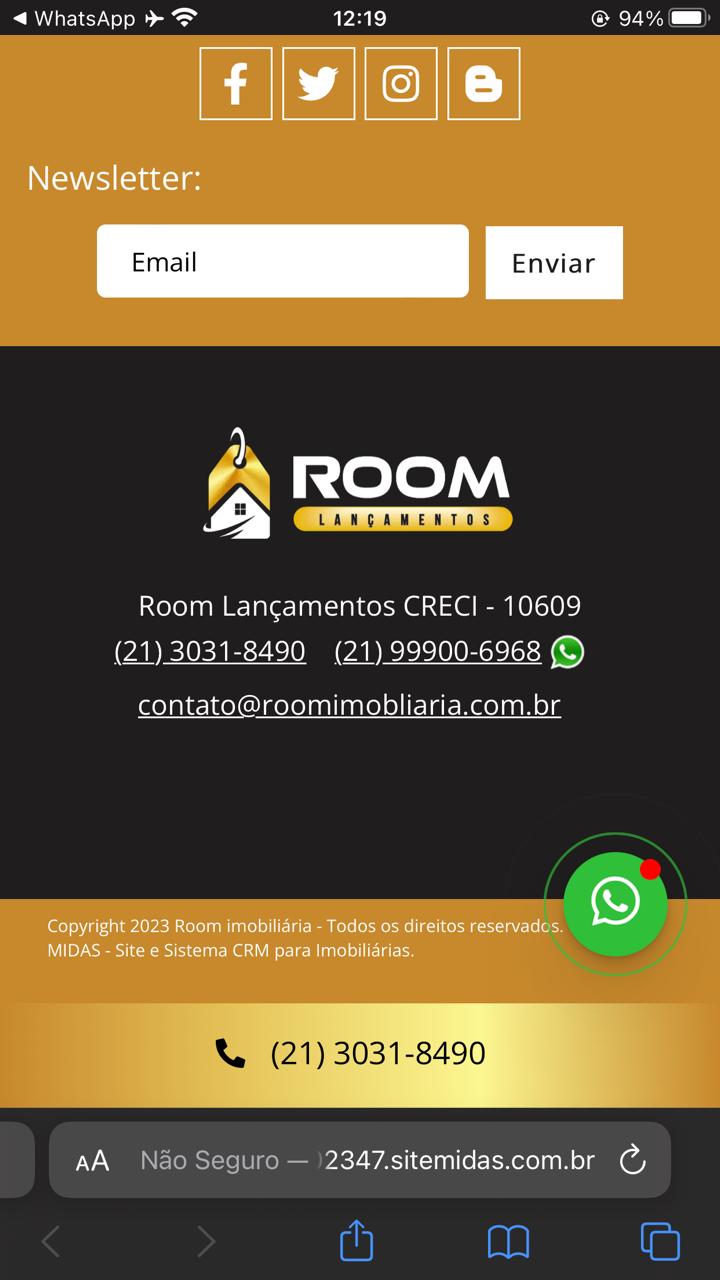 WhatsApp 12:19 94%
Newsletter:
Email Enviar
ROOM
LANÇAMENTOS
Room Lançamentos CRECI - 10609
(21) 3031-8490 (21) 99900-6968
contato@roomimobliaria.com.br
Copyright 2023 Room imobiliária - Todos os direitos reservados.
MIDAS - Site e Sistema CRM para Imobiliárias.
(21) 3031-8490
AA Não Seguro — 2347.sitemidas.com.br